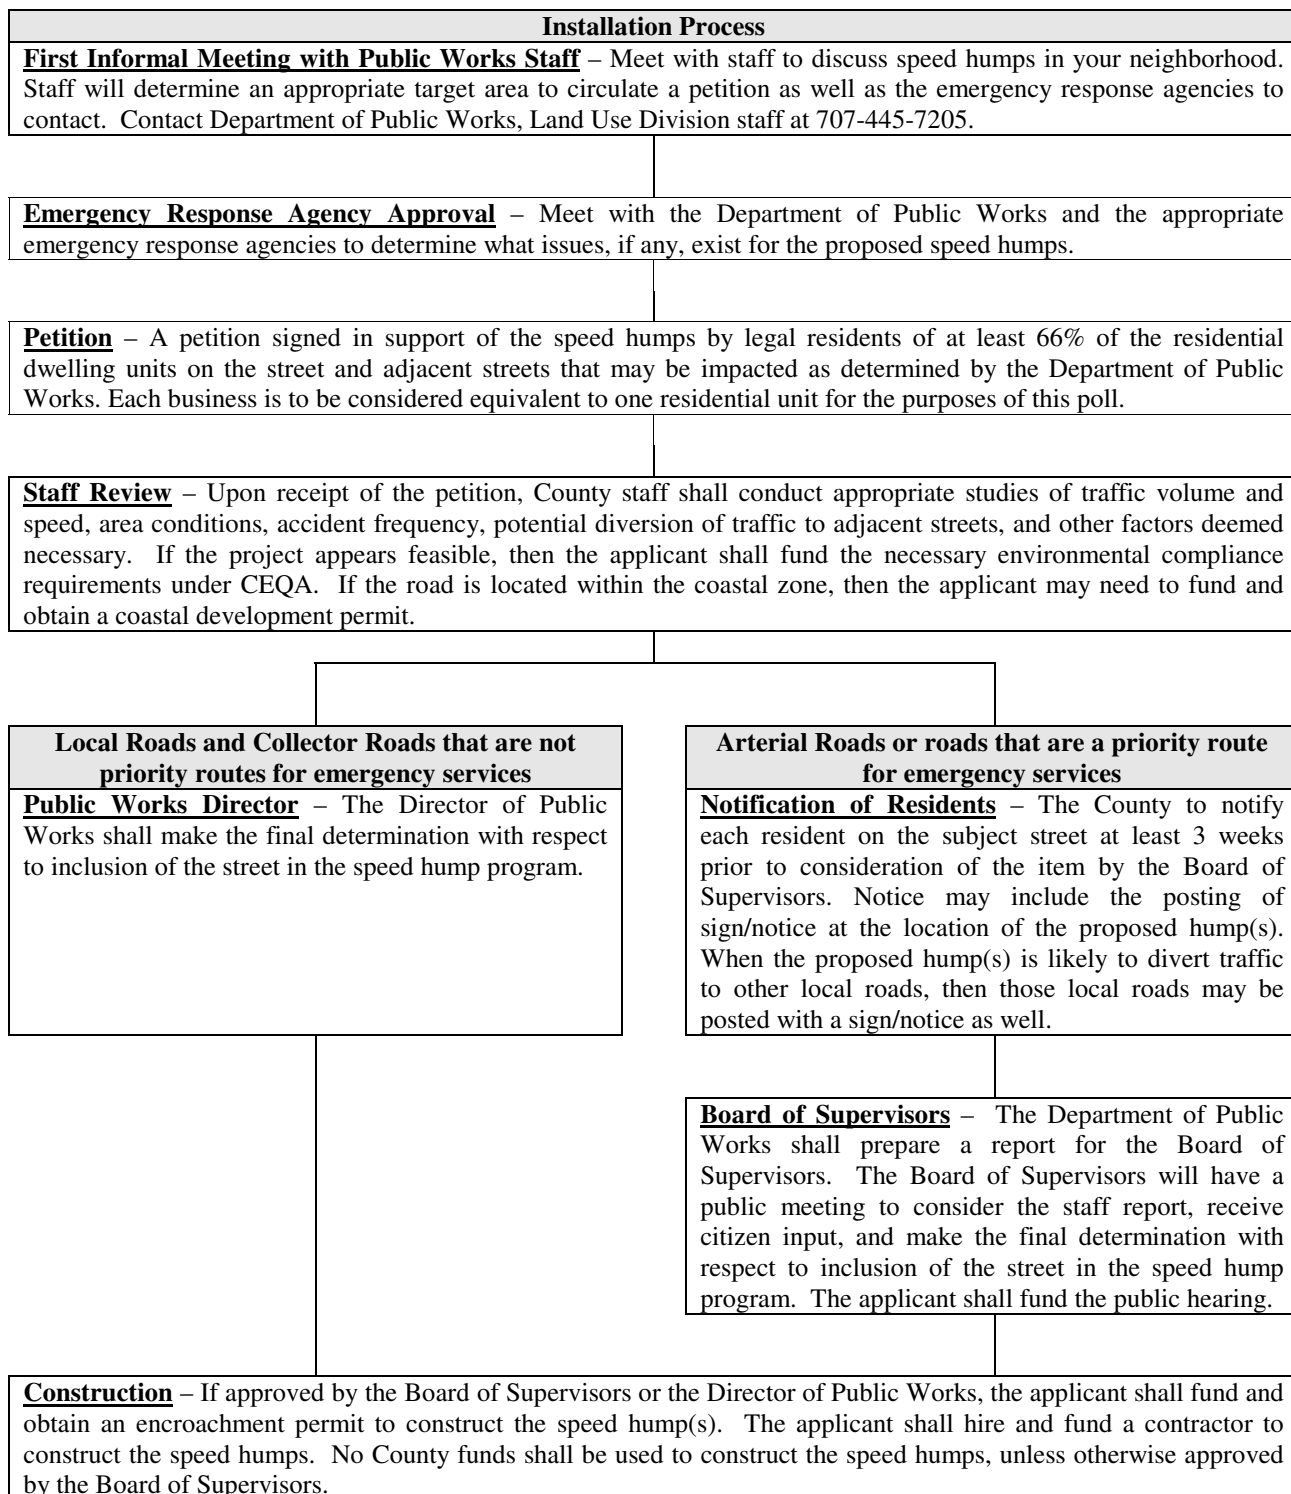 Installation Process
First Informal Meeting with Public Works Staff – Meet with staff to discuss speed humps in your neighborhood.
Staff will determine an appropriate target area to circulate a petition as well as the emergency response agencies to
contact.  Contact Department of Public Works, Land Use Division staff at 707-445-7205.
Emergency Response Agency Approval – Meet with the Department of Public Works and the appropriate
emergency response agencies to determine what issues, if any, exist for the proposed speed humps.
Petition – A petition signed in support of the speed humps by legal residents of at least 66% of the residential
dwelling units on the street and adjacent streets that may be impacted as determined by the Department of Public
Works. Each business is to be considered equivalent to one residential unit for the purposes of this poll.
Staff Review – Upon receipt of the petition, County staff shall conduct appropriate studies of traffic volume and
speed, area conditions, accident frequency, potential diversion of traffic to adjacent streets, and other factors deemed
necessary.  If the project appears feasible, then the applicant shall fund the necessary environmental compliance
requirements under CEQA.  If the road is located within the coastal zone, then the applicant may need to fund and
obtain a coastal development permit.
Local Roads and Collector Roads that are not
priority routes for emergency services
Public Works Director – The Director of Public
Works shall make the final determination with respect
to inclusion of the street in the speed hump program.
Arterial Roads or roads that are a priority route
for emergency services
Notification of Residents – The County to notify
each resident on the subject street at least 3 weeks
prior to consideration of the item by the Board of
Supervisors. Notice may include the posting of
sign/notice at the location of the proposed hump(s).
When the proposed hump(s) is likely to divert traffic
to other local roads, then those local roads may be
posted with a sign/notice as well.
Board of Supervisors –  The Department of Public
Works shall prepare a report for the Board of
Supervisors.  The Board of Supervisors will have a
public meeting to consider the staff report, receive
citizen input, and make the final determination with
respect to inclusion of the street in the speed hump
program.  The applicant shall fund the public hearing.
Construction – If approved by the Board of Supervisors or the Director of Public Works, the applicant shall fund and
obtain an encroachment permit to construct the speed hump(s).  The applicant shall hire and fund a contractor to
construct the speed humps.  No County funds shall be used to construct the speed humps, unless otherwise approved
by the Board of Supervisors.